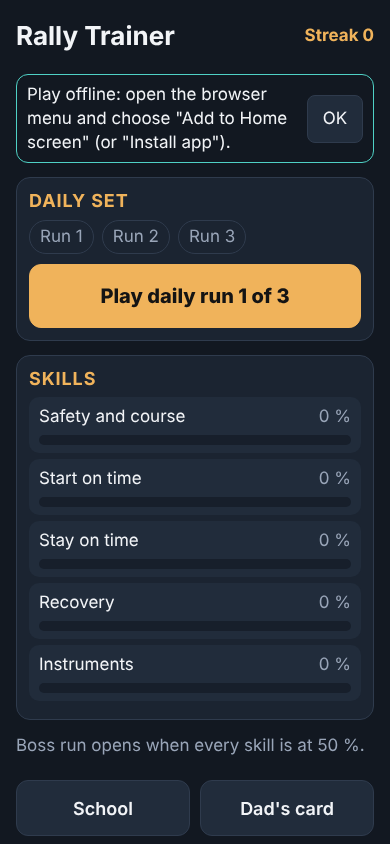 Rally Trainer
Streak 0
Play offline: open the browser
menu and choose "Add to Home
screen" (or "Install app").
OK
DAILY SET
Run 1
Run 2
Run 3
Play daily run 1 of 3
SKILLS
Safety and course 0 %
Start on time 0 %
Stay on time 0 %
Recovery 0 %
Instruments 0 %
Boss run opens when every skill is at 50 %.
School
Dad's card